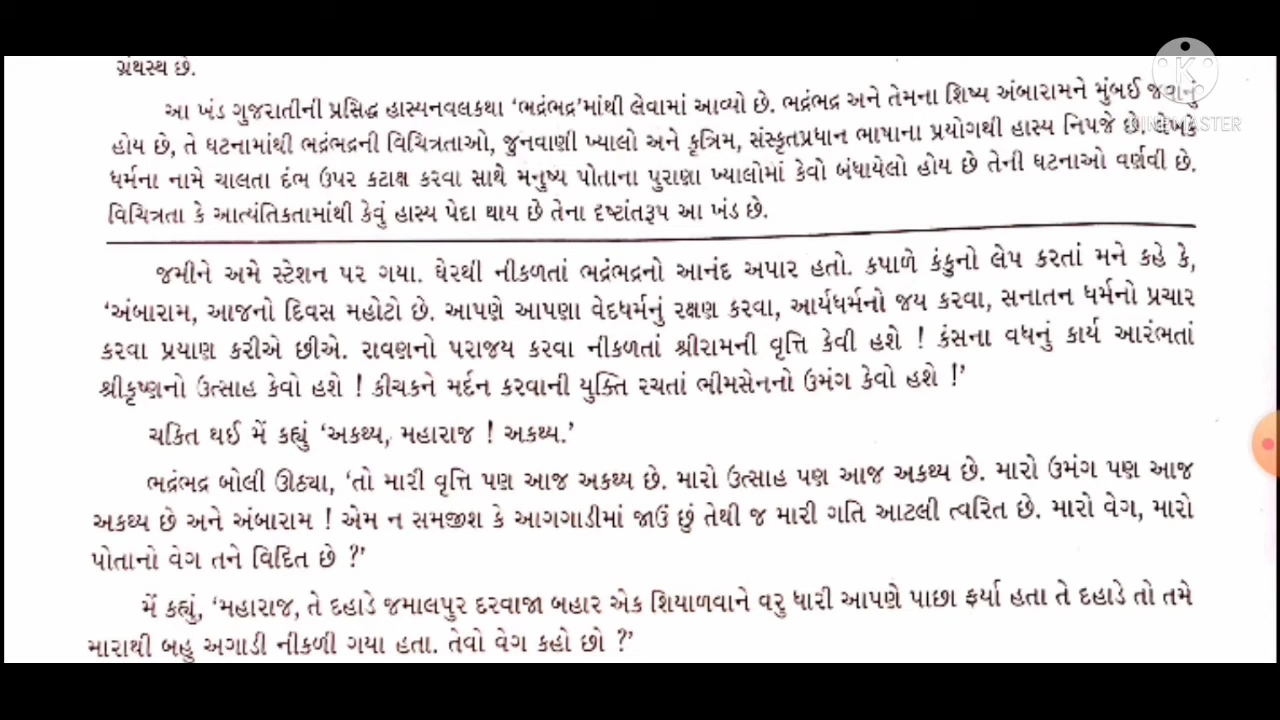 ગ્રંથસ્થ છે.
આ ખંડ ગુજરાતીની પ્રસિદ્ધ હાસ્યનવલકથા ‘ભદ્રંભદ્ર’માંથી લેવામાં આવ્યો છે. ભદ્રંભદ્ર અને તેમના શિષ્ય અંબારામને મુંબઈ જવાનું
હોય છે, તે ઘટનામાંથી ભદ્રંભદ્રની વિચિત્રતાઓ, જુનવાણી ખ્યાલો અને કૃત્રિમ, સંસ્કૃતપ્રધાન ભાષાના પ્રયોગથી હાસ્ય નિપજે છે.
ધર્મના નામે ચાલતા દંભ ઉપર કટાક્ષ કરવા સાથે મનુષ્ય પોતાના પુરાણા ખ્યાલોમાં કેવો બંધાયેલો હોય છે તેની ઘટનાઓ વર્ણવી છે.
વિચિત્રતા કે આત્યંતિકતામાંથી કેવું હાસ્ય પેદા થાય છે તેના દૃષ્ટાંતરૂપ આ ખંડ છે.
જમીને અમે સ્ટેશન પર ગયા. ઘેરથી નીકળતાં ભદ્રંભદ્રનો આનંદ અપાર હતો. કપાળે કંકુનો લેપ કરતાં મને કહે કે,
‘અંબારામ, આજનો દિવસ મહોટો છે. આપણે આપણા વેદધર્મનું રક્ષણ કરવા, આર્યધર્મનો જય કરવા, સનાતન ધર્મનો પ્રચાર
કરવા પ્રયાણ કરીએ છીએ. રાવણનો પરાજય કરવા નીકળતાં શ્રીરામની વૃત્તિ કેવી હશે ! કંસના વધનું કાર્ય આરંભતાં
શ્રીકૃષ્ણનો ઉત્સાહ કેવો હશે ! કીચકને મર્દન કરવાની યુક્તિ રચતાં ભીમસેનનો ઉમંગ કેવો હશે !’
ચકિત થઈ મેં કહ્યું ‘અકથ્ય, મહારાજ ! અકથ્ય.’
ભદ્રંભદ્ર બોલી ઊઠ્યા, ‘તો મારી વૃત્તિ પણ આજ અકથ્ય છે. મારો ઉત્સાહ પણ આજ અકથ્ય છે. મારો ઉમંગ પણ આજ
અકથ્ય છે અને અંબારામ ! એમ ન સમજીશ કે આગગાડીમાં જાઉં છું તેથી જ મારી ગતિ આટલી ત્વરિત છે. મારો વેગ, મારો
પોતાનો વેગ તને વિદિત છે ?’
મેં કહ્યું, ‘મહારાજ, તે દહાડે જમાલપુર દરવાજા બહાર એક શિયાળવાને વરુ ધારી આપણે પાછા ફર્યા હતા તે દહાડે તો તમે
મારાથી બહુ અગાડી નીકળી ગયા હતા. તેવો વેગ કહો છો ?’
K
KINEMASTER